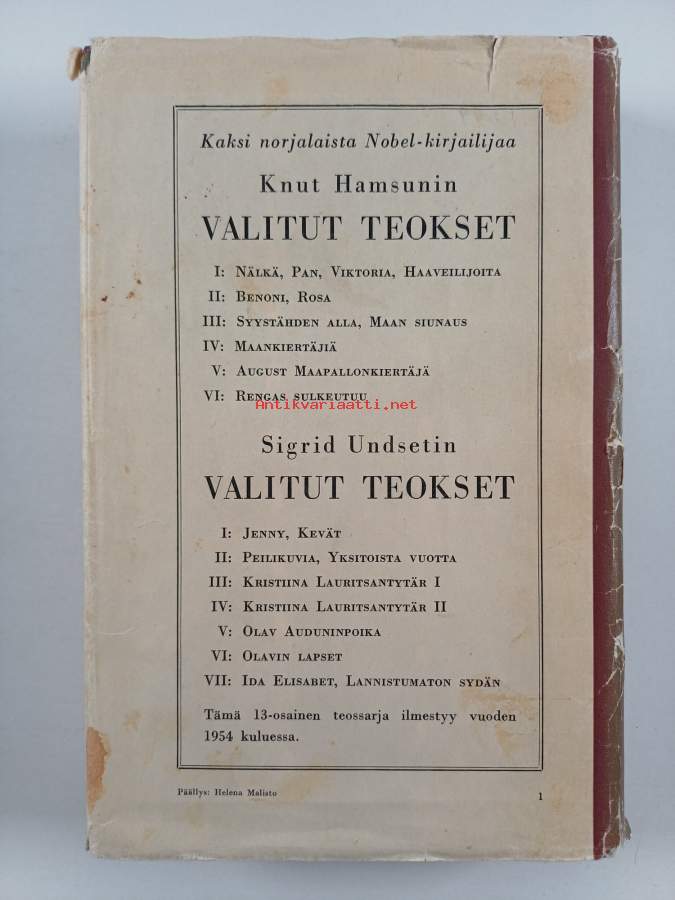 Kaksi norjalaista Nobel-kirjailijaa
Knut Hamsunin
VALITUT TEOKSET
I: Nälkä, Pan, Viktoria, Haaveilijoita
II: Benoni, Rosa
III: Syystähden alla, Maan siunaus
IV: Maankiertäjiä
V: August Maapallonkiertäjä
VI: Rengas sulkeutuu
Antikvariaatti.net
Sigrid Undsetin
VALITUT TEOKSET
I: Jenny, Kevät
II: Peilikuvia, Yksitoista vuotta
III: Kristiina Lauritsantytär I
IV: Kristiina Lauritsantytär II
V: Olav Auduninpoika
VI: Olavin lapset
VII: Ida Elisabet, Lannistumaton sydän
Tämä 13-osainen teossarja ilmestyy vuoden
1954 kuluessa.
Päällys: Helena Malisto
1